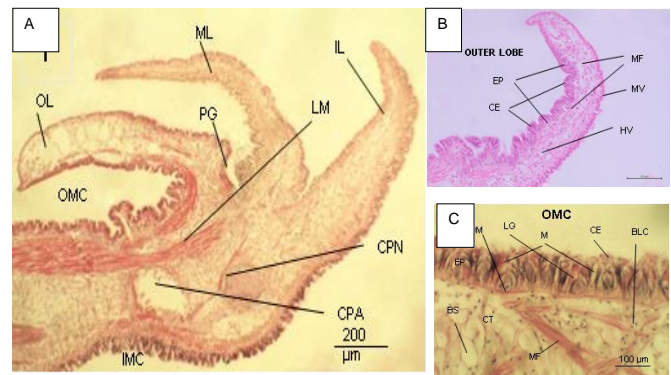 A
ML
IL
OL
PG
LM
OMC
CPN
CPA
200
µm
IMC
B
OUTER LOBE
MF
EP
MV
CE
HV
C
OMC
M
LG
M
CE
BLC
EP
BS
CT
MF
100 µm